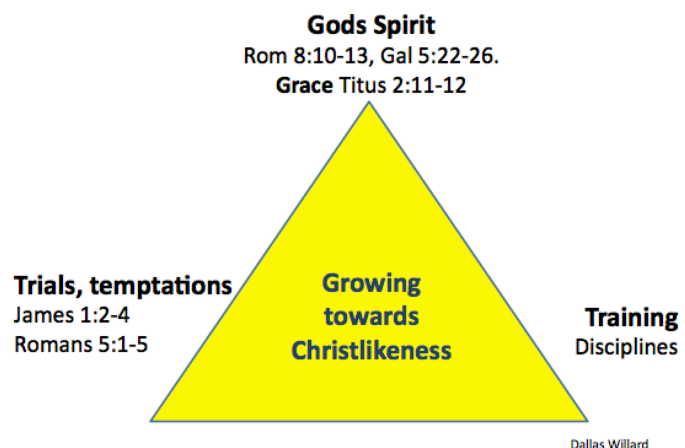 Gods Spirit
Rom 8:10-13, Gal 5:22-26.
Grace Titus 2:11-12
Trials, temptations
James 1:2-4
Romans 5:1-5
Growing
towards
Christlikeness
Training
Disciplines
Dallas Willard